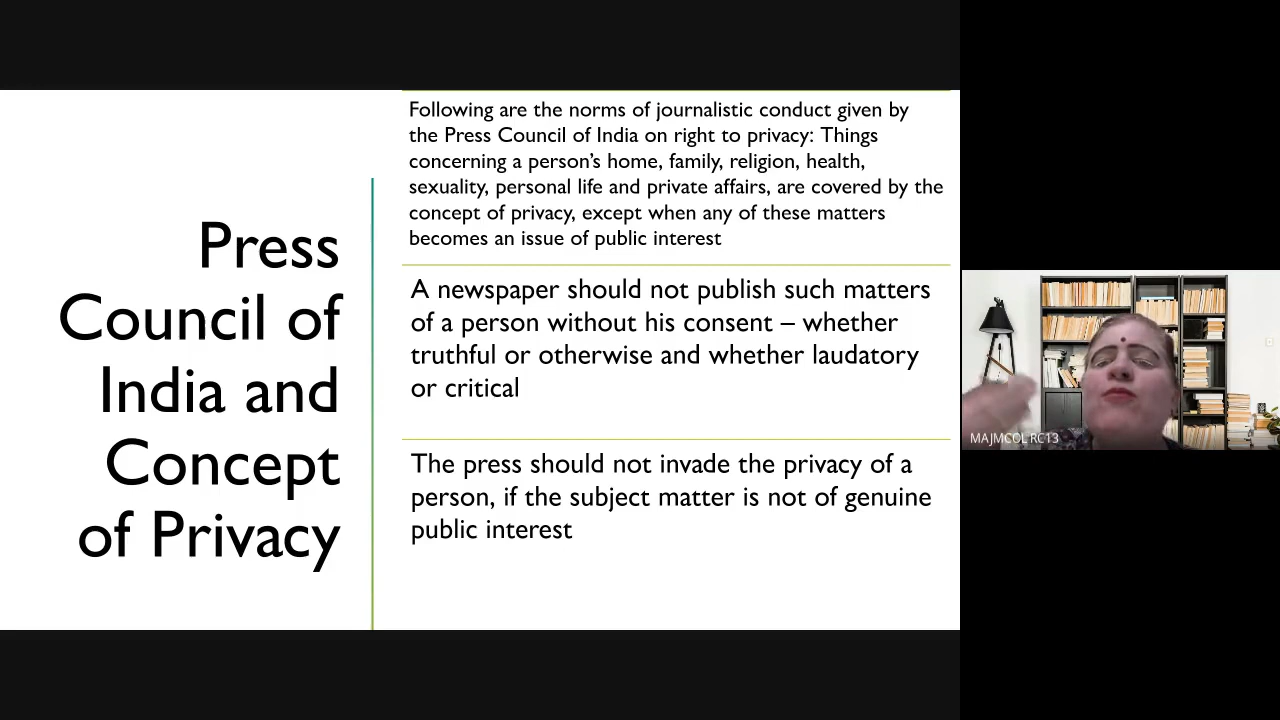 Press
Council of
India and
Concept
of Privacy
Following are the norms of journalistic conduct given by
the Press Council of India on right to privacy: Things
concerning a person’s home, family, religion, health,
sexuality, personal life and private affairs, are covered by the
concept of privacy, except when any of these matters
becomes an issue of public interest
A newspaper should not publish such matters
of a person without his consent – whether
truthful or otherwise and whether laudatory
or critical
The press should not invade the privacy of a
person, if the subject matter is not of genuine
public interest
MAJMCOL RC13